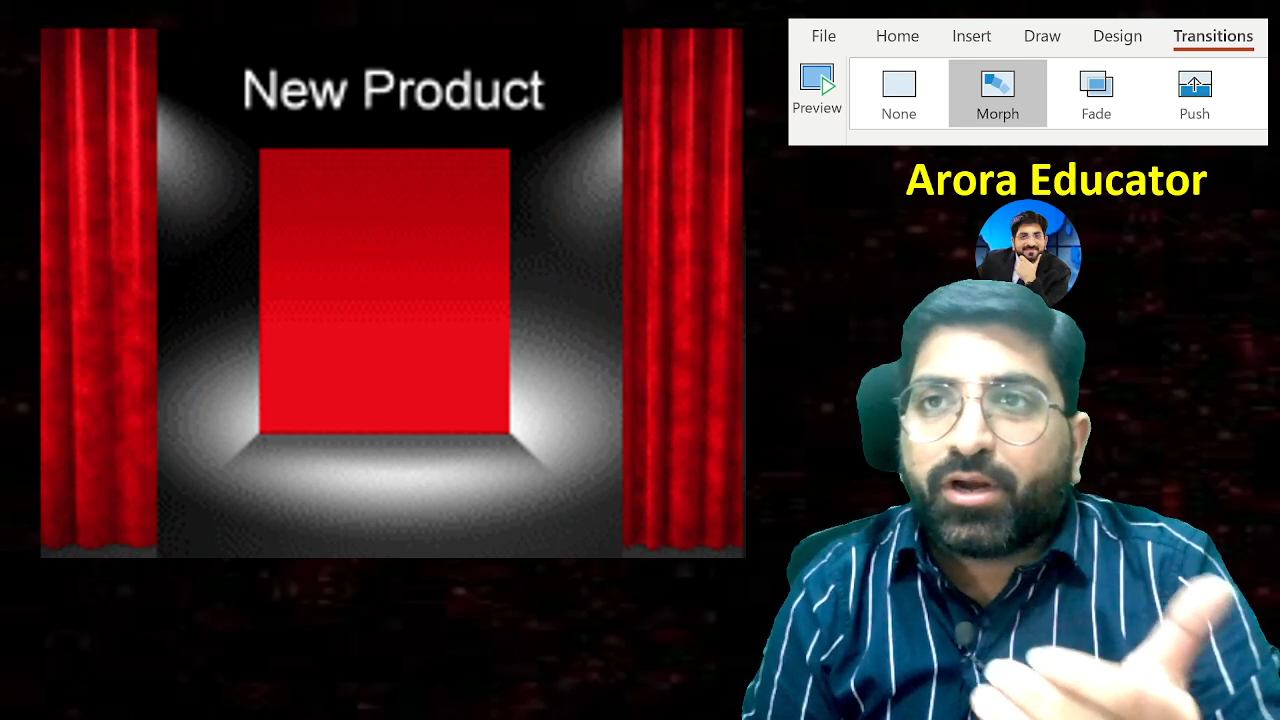 New Product
File Home Insert Draw Design Transitions
Preview None Morph Fade Push
Arora Educator